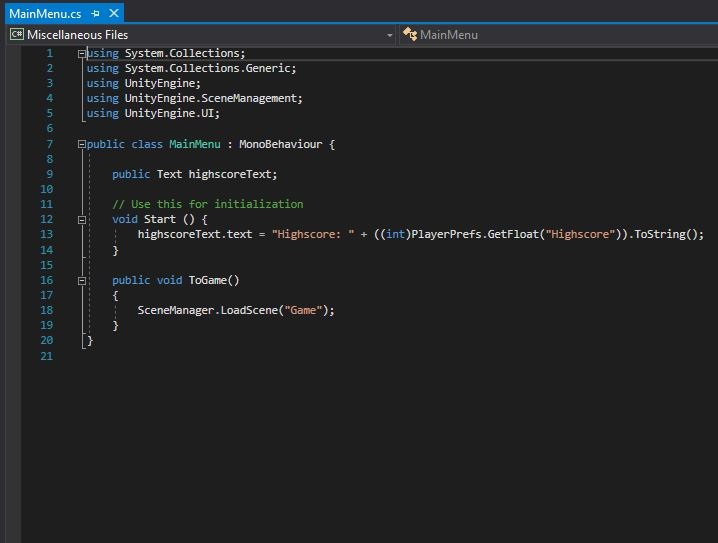 MainMenu.cs
C# Miscellaneous Files
MainMenu
1 using System.Collections;
2 using System.Collections.Generic;
3 using UnityEngine;
4 using UnityEngine.SceneManagement;
5 using UnityEngine.UI;
6
7 public class MainMenu : MonoBehaviour {
8
9 public Text highscoreText;
10
11 // Use this for initialization
12 void Start () {
13 highscoreText.text = "Highscore: " + ((int)PlayerPrefs.GetFloat("Highscore")).ToString();
14 }
15
16 public void ToGame()
17 {
18 SceneManager.LoadScene("Game");
19 }
20 }
21